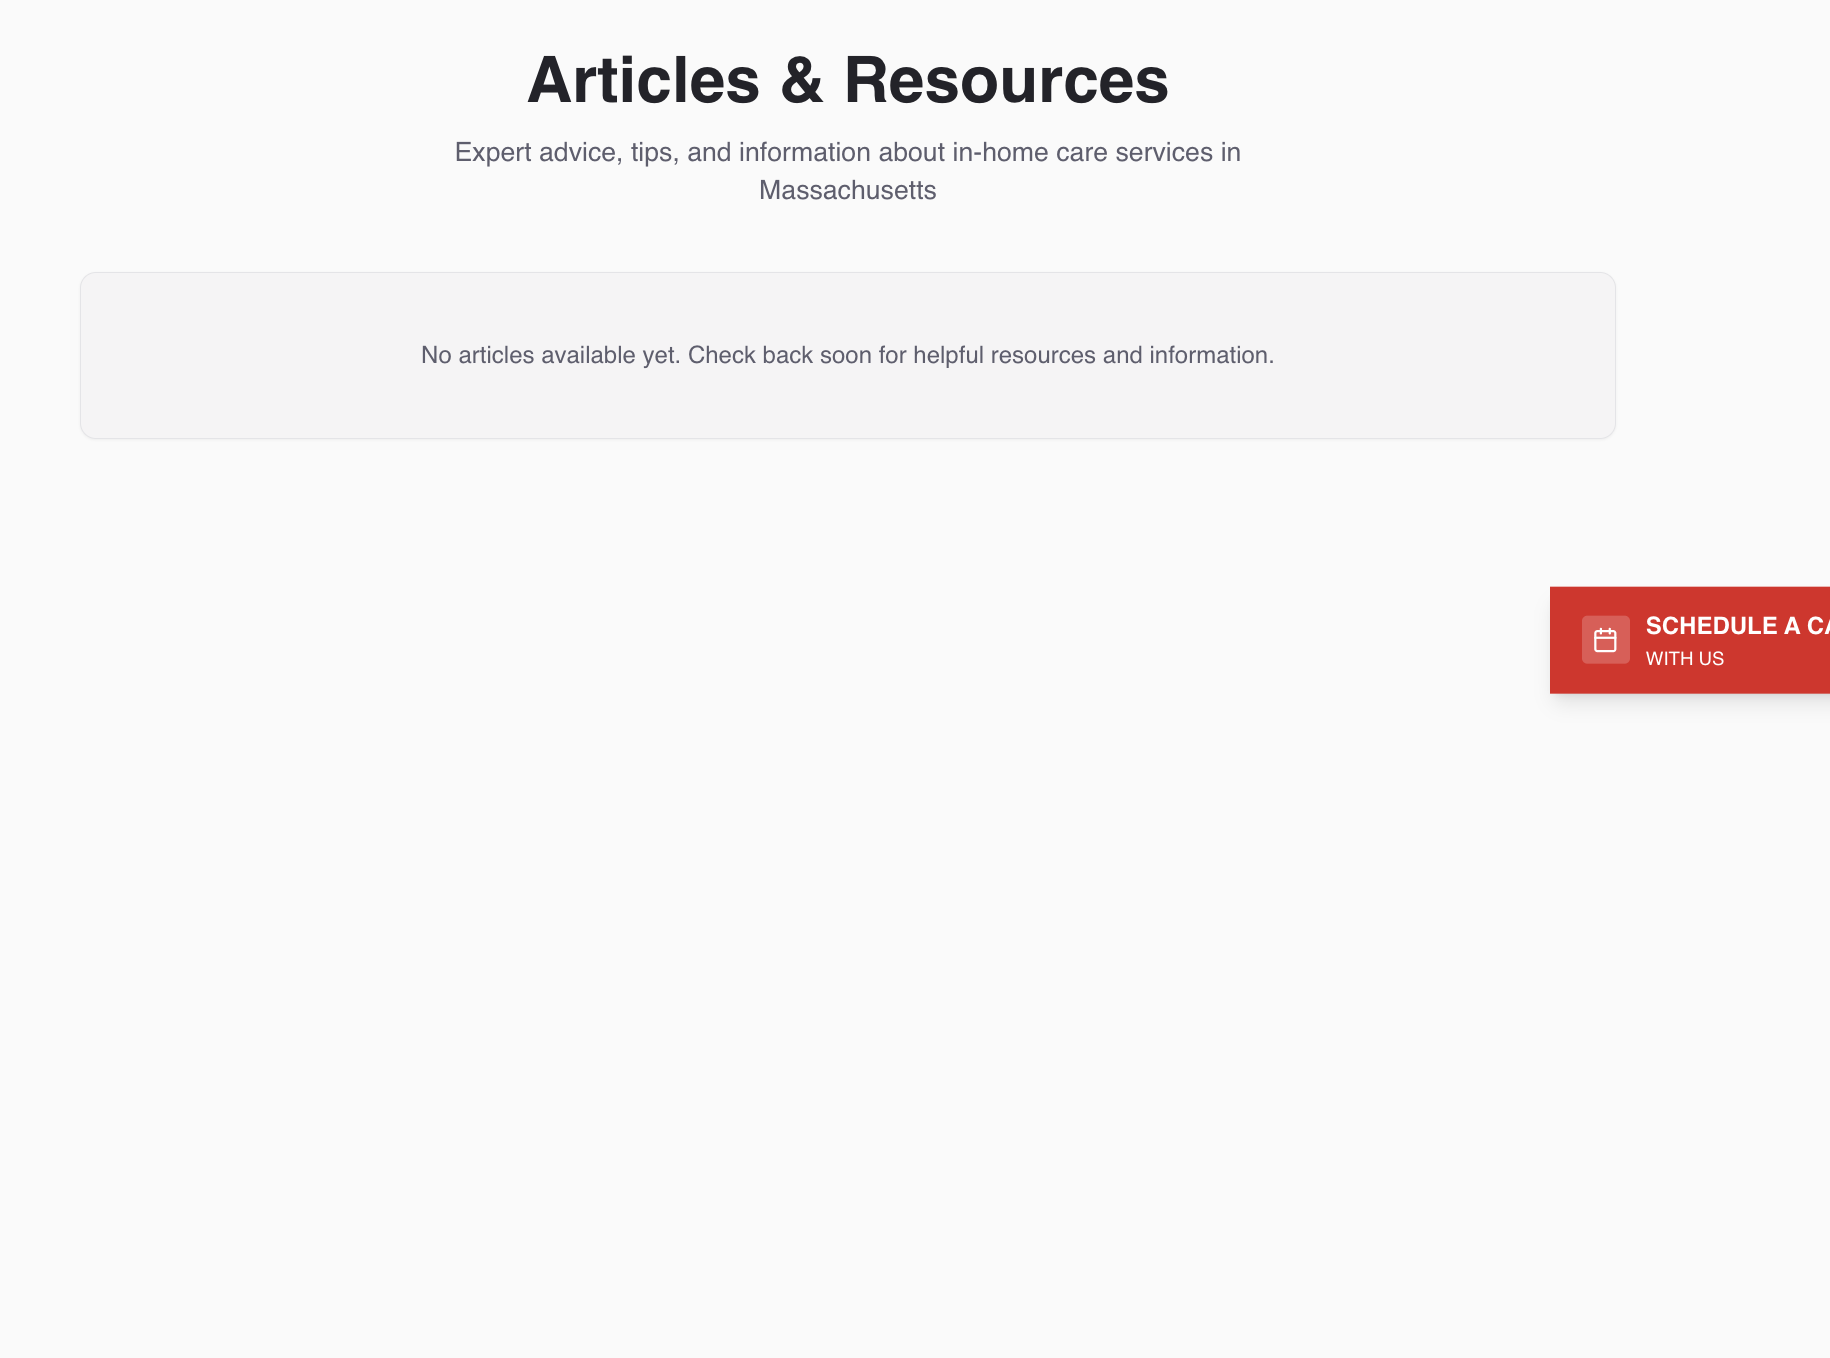 Articles & Resources
Expert advice, tips, and information about in-home care services in
Massachusetts
No articles available yet. Check back soon for helpful resources and information.
SCHEDULE A CA
WITH US